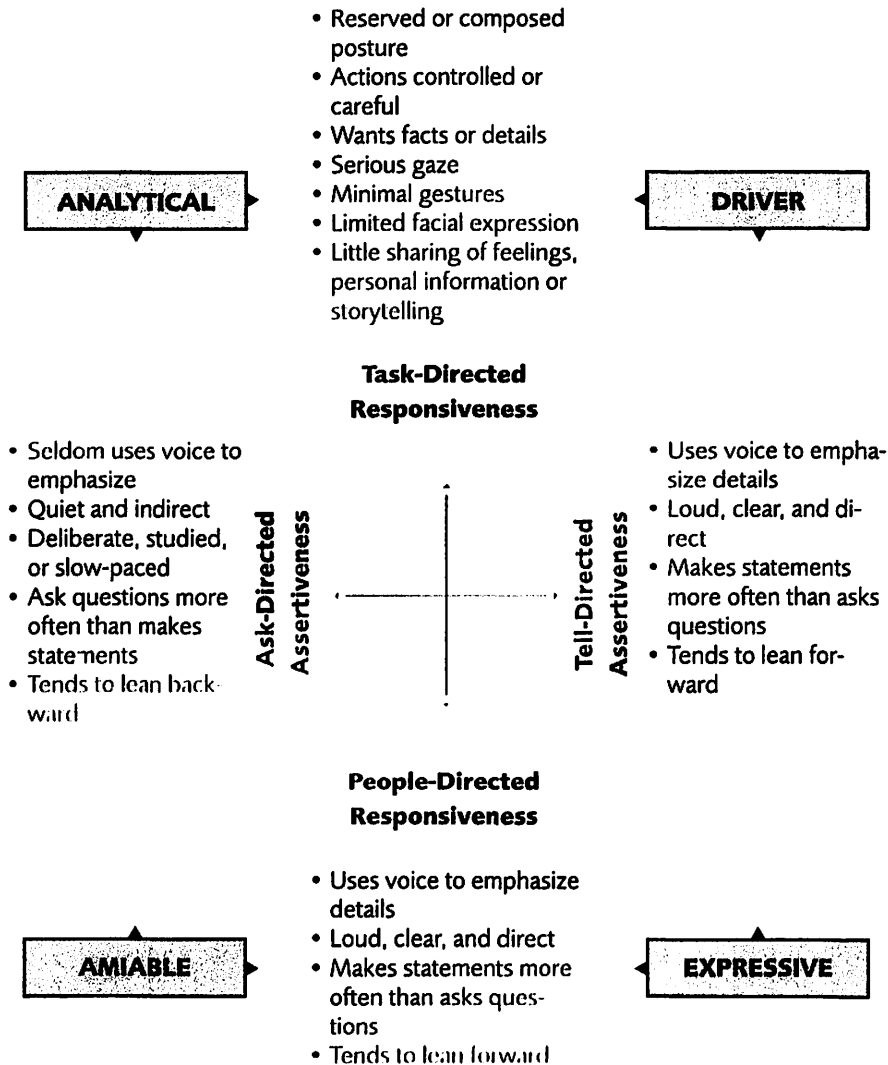 • Reserved or composed
posture
• Actions controlled or
careful
• Wants facts or details
• Serious gaze
• Minimal gestures
• Limited facial expression
• Little sharing of feelings,
personal information or
storytelling
ANALYTICAL
DRIVER
Task-Directed
Responsiveness
• Seldom uses voice to
emphasize
• Quiet and indirect
• Deliberate, studied,
or slow-paced
• Ask questions more
often than makes
statements
• Tends to lean back-
ward
Ask-Directed
Assertiveness
Tell-Directed
Assertiveness
• Uses voice to empha-
size details
• Loud, clear, and di-
rect
• Makes statements
more often than asks
questions
• Tends to lean for-
ward
People-Directed
Responsiveness
• Uses voice to emphasize
details
• Loud, clear, and direct
• Makes statements more
often than asks ques-
tions
• Tends to lean forward
AMIABLE
EXPRESSIVE